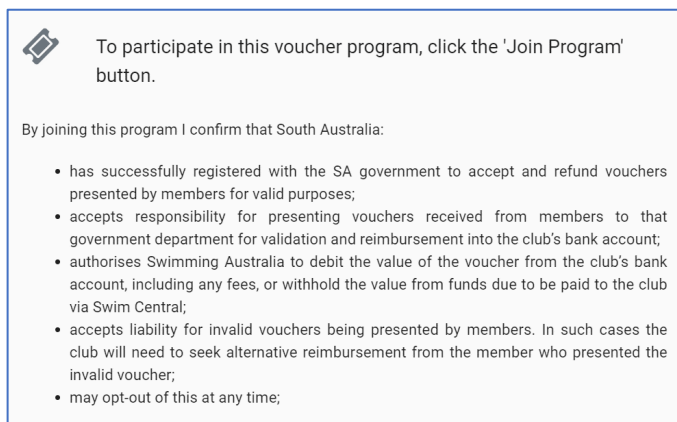 To participate in this voucher program, click the 'Join Program'
button.
By joining this program I confirm that South Australia:
• has successfully registered with the SA government to accept and refund vouchers
presented by members for valid purposes;
• accepts responsibility for presenting vouchers received from members to that
government department for validation and reimbursement into the club's bank account;
• authorises Swimming Australia to debit the value of the voucher from the club's bank
account, including any fees, or withhold the value from funds due to be paid to the club
via Swim Central;
• accepts liability for invalid vouchers being presented by members. In such cases the
club will need to seek alternative reimbursement from the member who presented the
invalid voucher;
• may opt-out of this at any time;